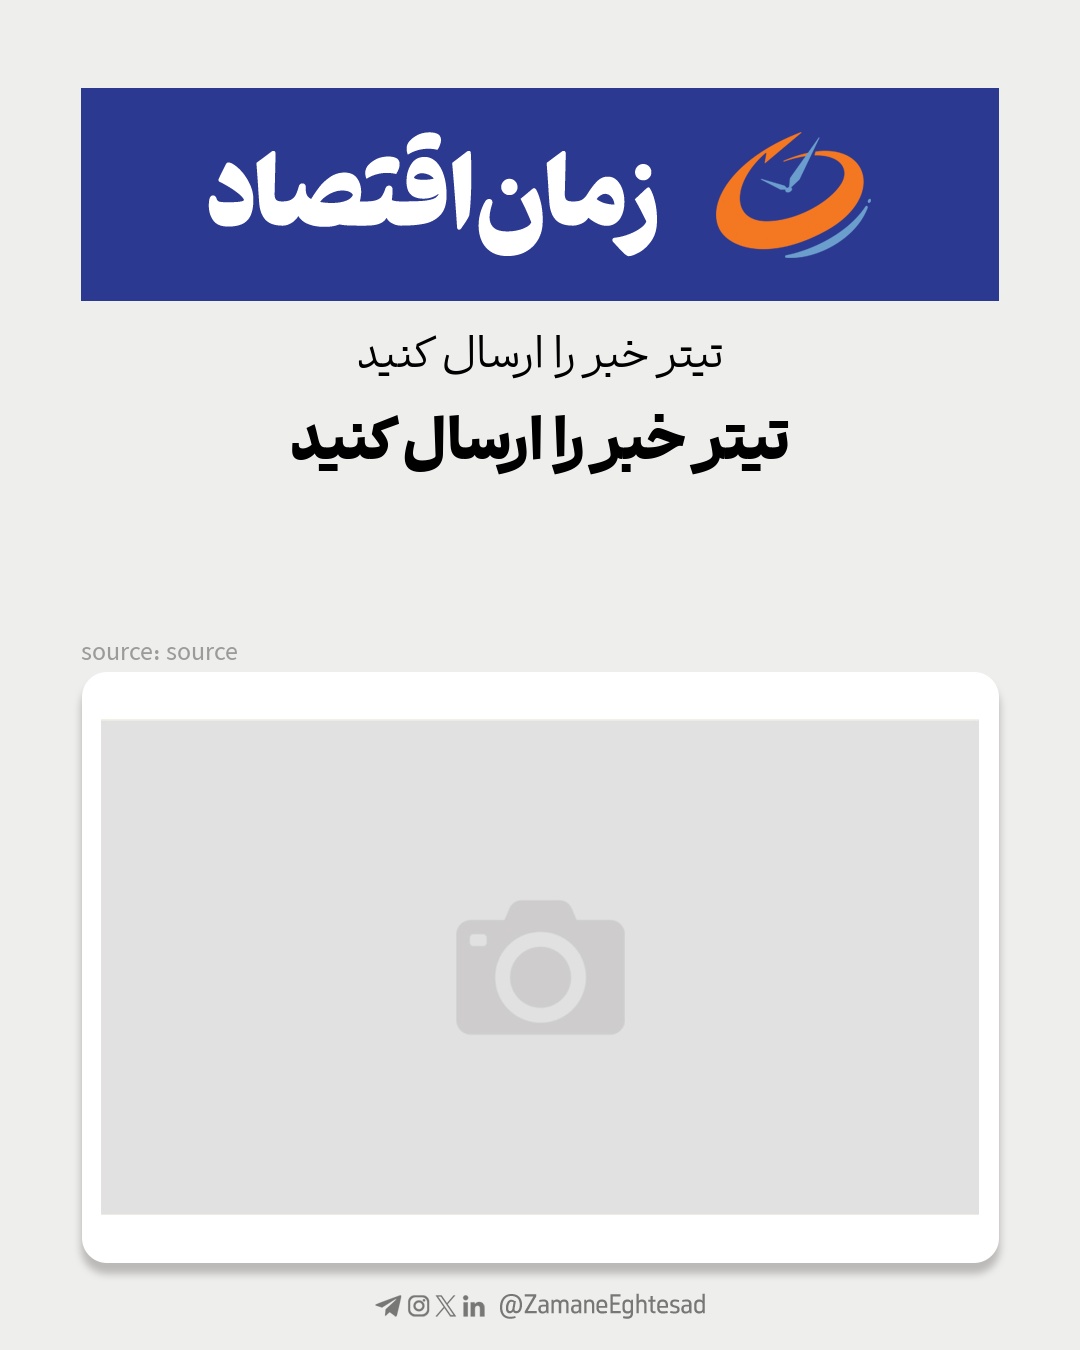 زمان اقتصاد
تیتر خبر را ارسال کنید
تیتر خبر را ارسال کنید
source: source
@ZamaneEghtesad